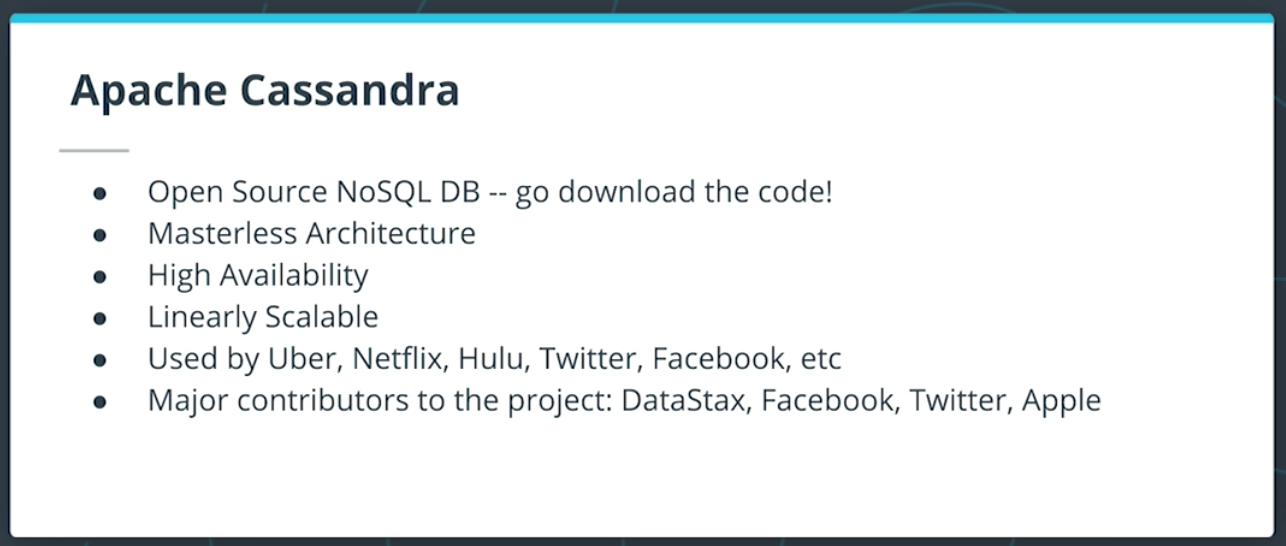 Apache Cassandra
● Open Source NoSQL DB -- go download the code!
● Masterless Architecture
● High Availability
● Linearly Scalable
● Used by Uber, Netflix, Hulu, Twitter, Facebook, etc
● Major contributors to the project: DataStax, Facebook, Twitter, Apple